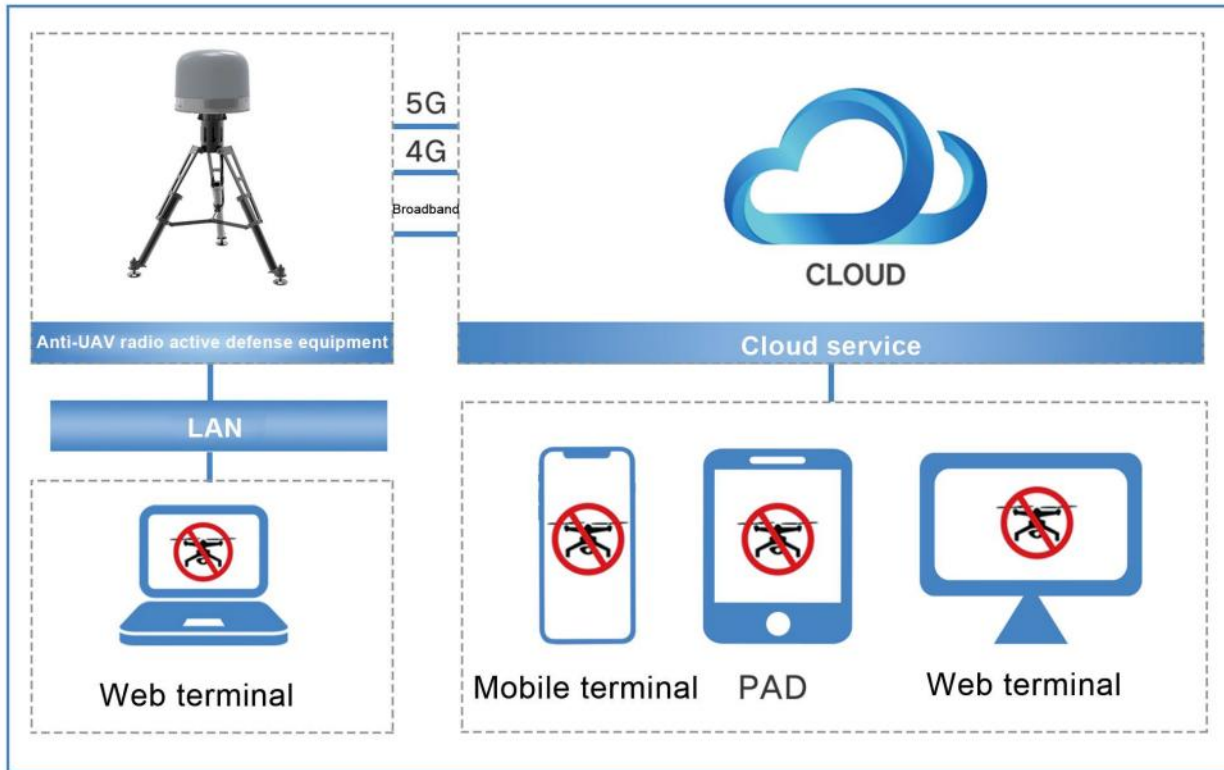 5G
4G
Broadband
CLOUD
Anti-UAV radio active defense equipment
Cloud service
LAN
Web terminal
Mobile terminal
PAD
Web terminal